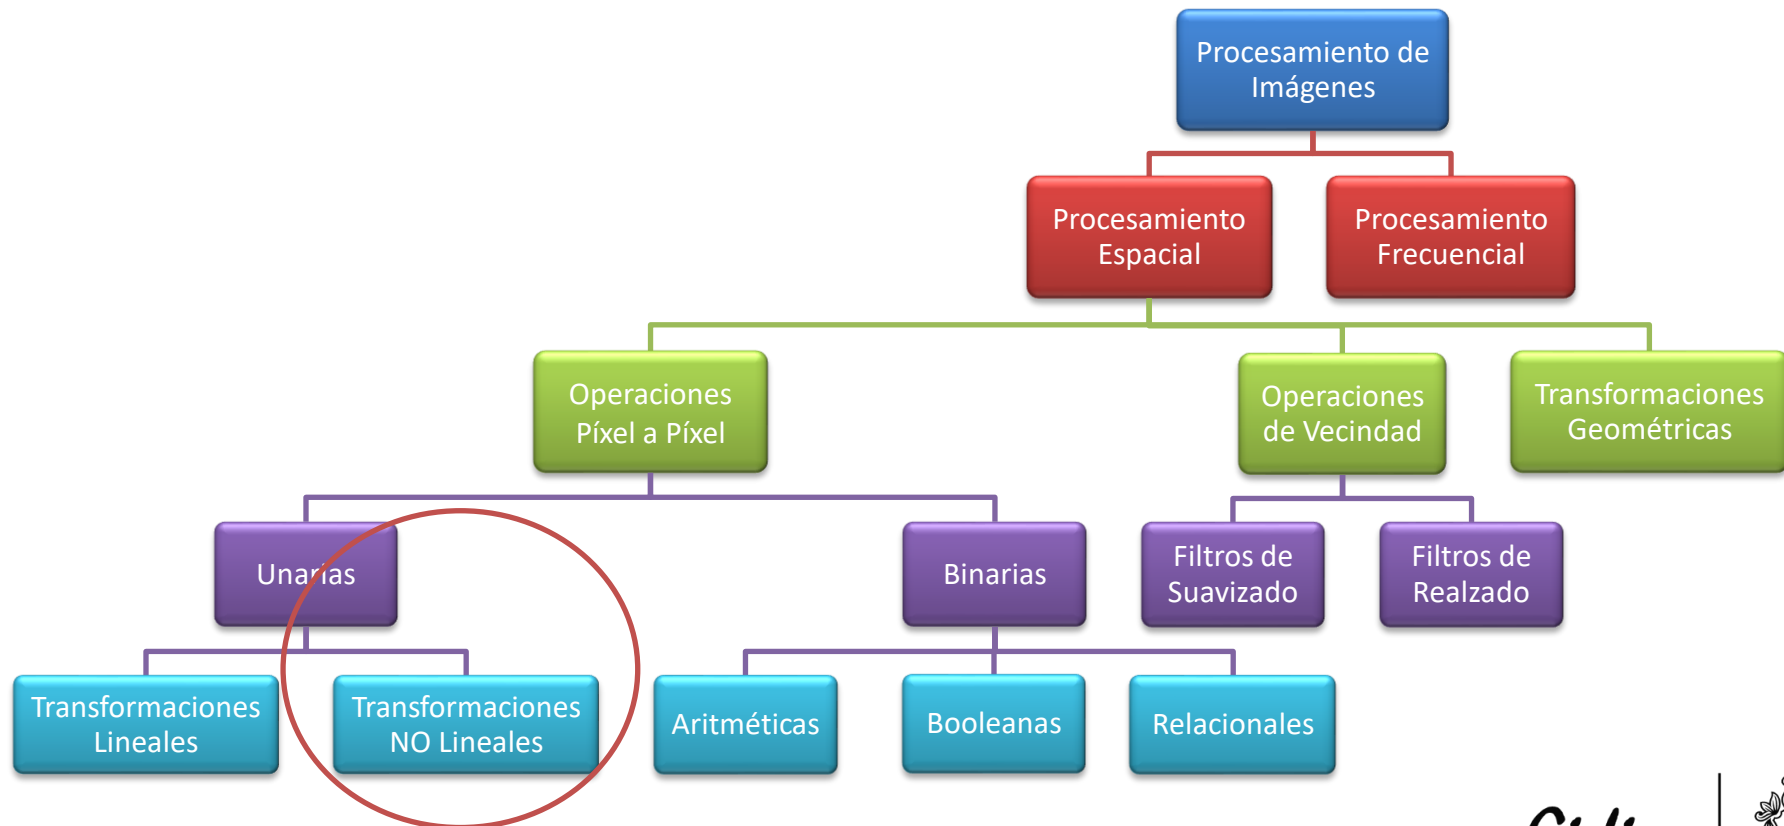 Procesamiento de
Imágenes
Procesamiento
Espacial
Procesamiento
Frecuencial
Operaciones
Píxel a Píxel
Operaciones
de Vecindad
Transformaciones
Geométricas
Unarias
Binarias
Filtros de
Suavizado
Filtros de
Realzado
Transformaciones
Lineales
Transformaciones
NO Lineales
Aritméticas
Booleanas
Relacionales